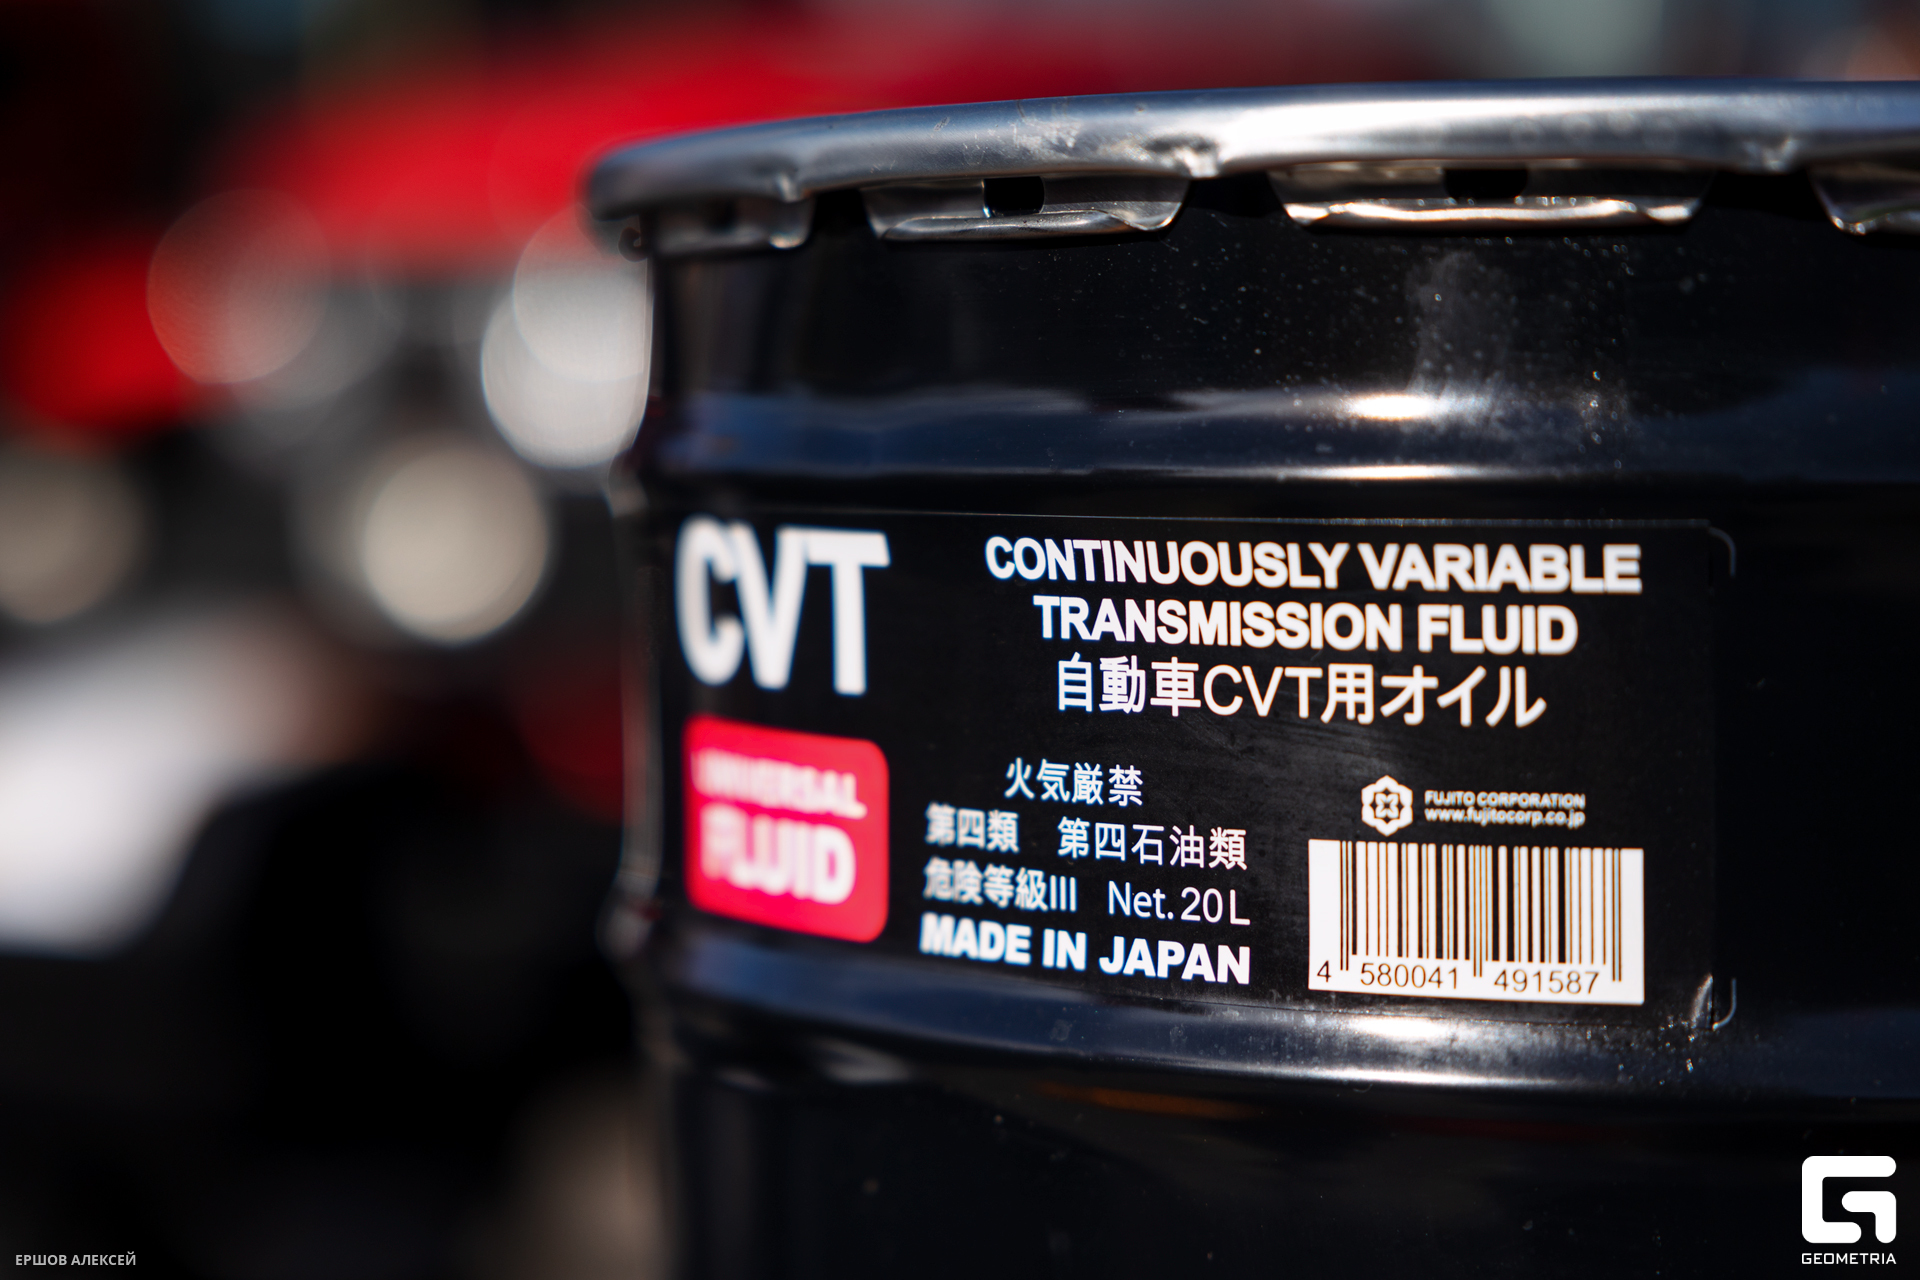 CVT
CONTINUOUSLY VARIABLE
TRANSMISSION FLUID
自動車CVT用オイル
UNIVERSAL
FLUID
火気厳禁
第四類　第四石油類
危険等級III　Net. 20L
MADE IN JAPAN
FUJITO CORPORATION
www.fujitocorp.co.jp
4 580041 491587
ЕРШОВ АЛЕКСЕЙ
GEOMETRIA